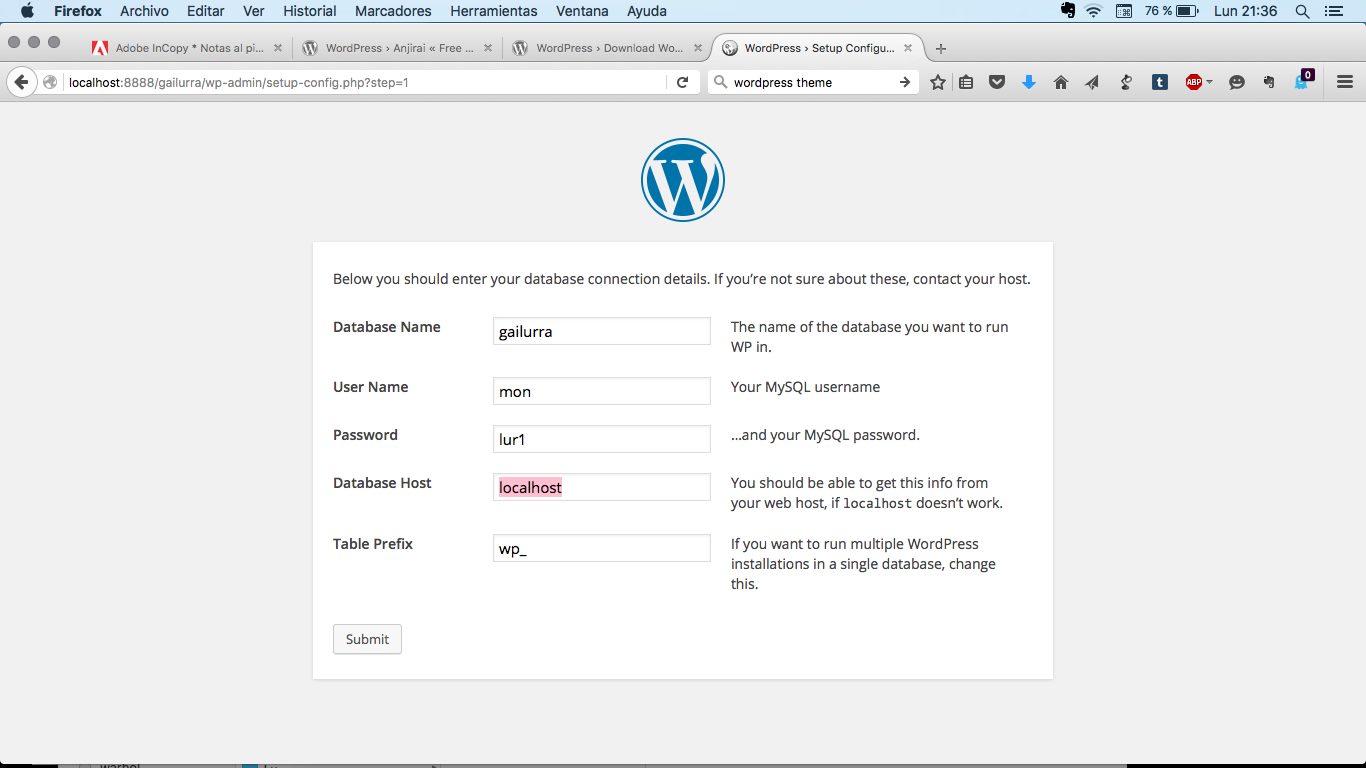 Firefox Archivo Editar Ver Historial Marcadores Herramientas Ventana Ayuda 76 % Lun 21:36
Adobe InCopy * Notas al pi... WordPress › Anjirai « Free ... WordPress › Download Wo... WordPress › Setup Configu...
localhost:8888/gailurra/wp-admin/setup-config.php?step=1 wordpress theme ABP 0
Below you should enter your database connection details. If you’re not sure about these, contact your host.
Database Name gailurra The name of the database you want to run
WP in.
User Name mon Your MySQL username
Password lur1 …and your MySQL password.
Database Host localhost You should be able to get this info from
your web host, if localhost doesn’t work.
Table Prefix wp_ If you want to run multiple WordPress
installations in a single database, change
this.
Submit